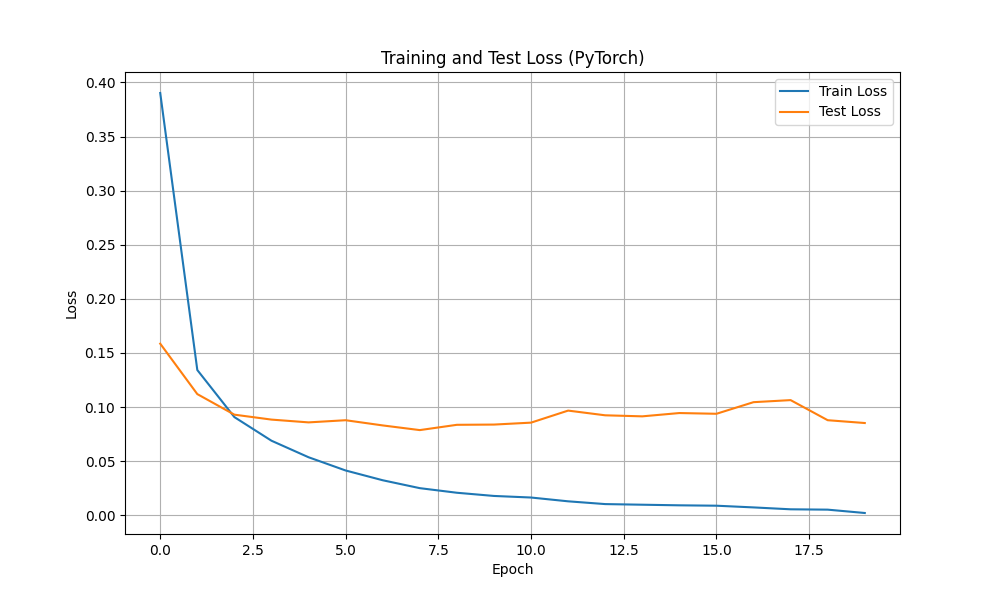 Training and Test Loss (PyTorch)
Train Loss
Test Loss
0.40
0.35
0.30
0.25
0.20
0.15
0.10
0.05
0.00
Loss
0.0 2.5 5.0 7.5 10.0 12.5 15.0 17.5
Epoch